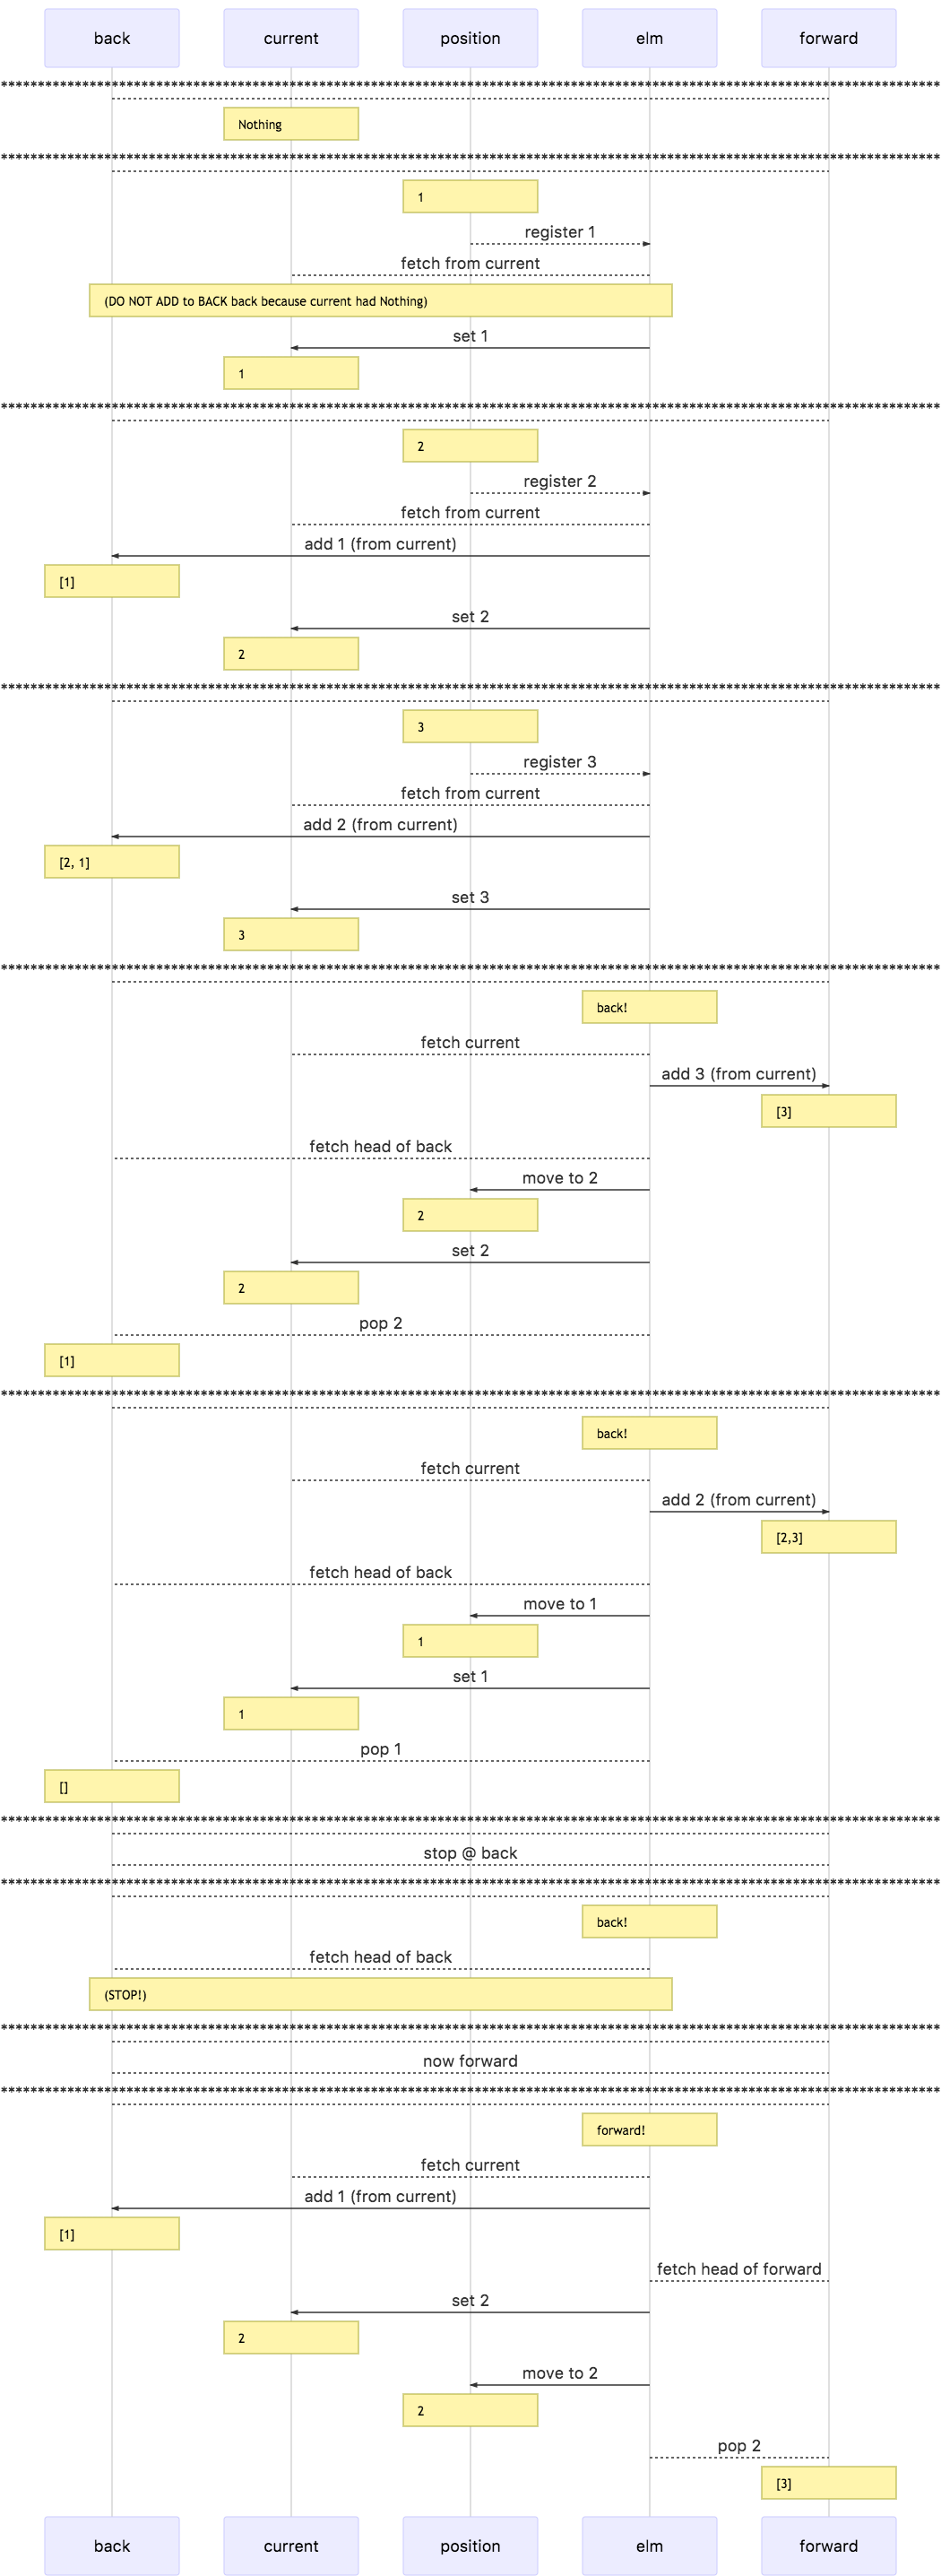 back current position elm forward
********************************************************************************
Nothing
********************************************************************************
1
register 1
fetch from current
(DO NOT ADD to BACK back because current had Nothing)
set 1
1
********************************************************************************
2
register 2
fetch from current
add 1 (from current)
[1]
set 2
2
********************************************************************************
3
register 3
fetch from current
add 2 (from current)
[2, 1]
set 3
3
********************************************************************************
back!
fetch current
add 3 (from current)
[3]
fetch head of back
move to 2
2
set 2
2
pop 2
[1]
********************************************************************************
back!
fetch current
add 2 (from current)
[2,3]
fetch head of back
move to 1
1
set 1
1
pop 1
[]
********************************************************************************
stop @ back
********************************************************************************
back!
fetch head of back
(STOP!)
********************************************************************************
now forward
********************************************************************************
forward!
fetch current
add 1 (from current)
[1]
fetch head of forward
set 2
2
move to 2
2
pop 2
[3]
back current position elm forward